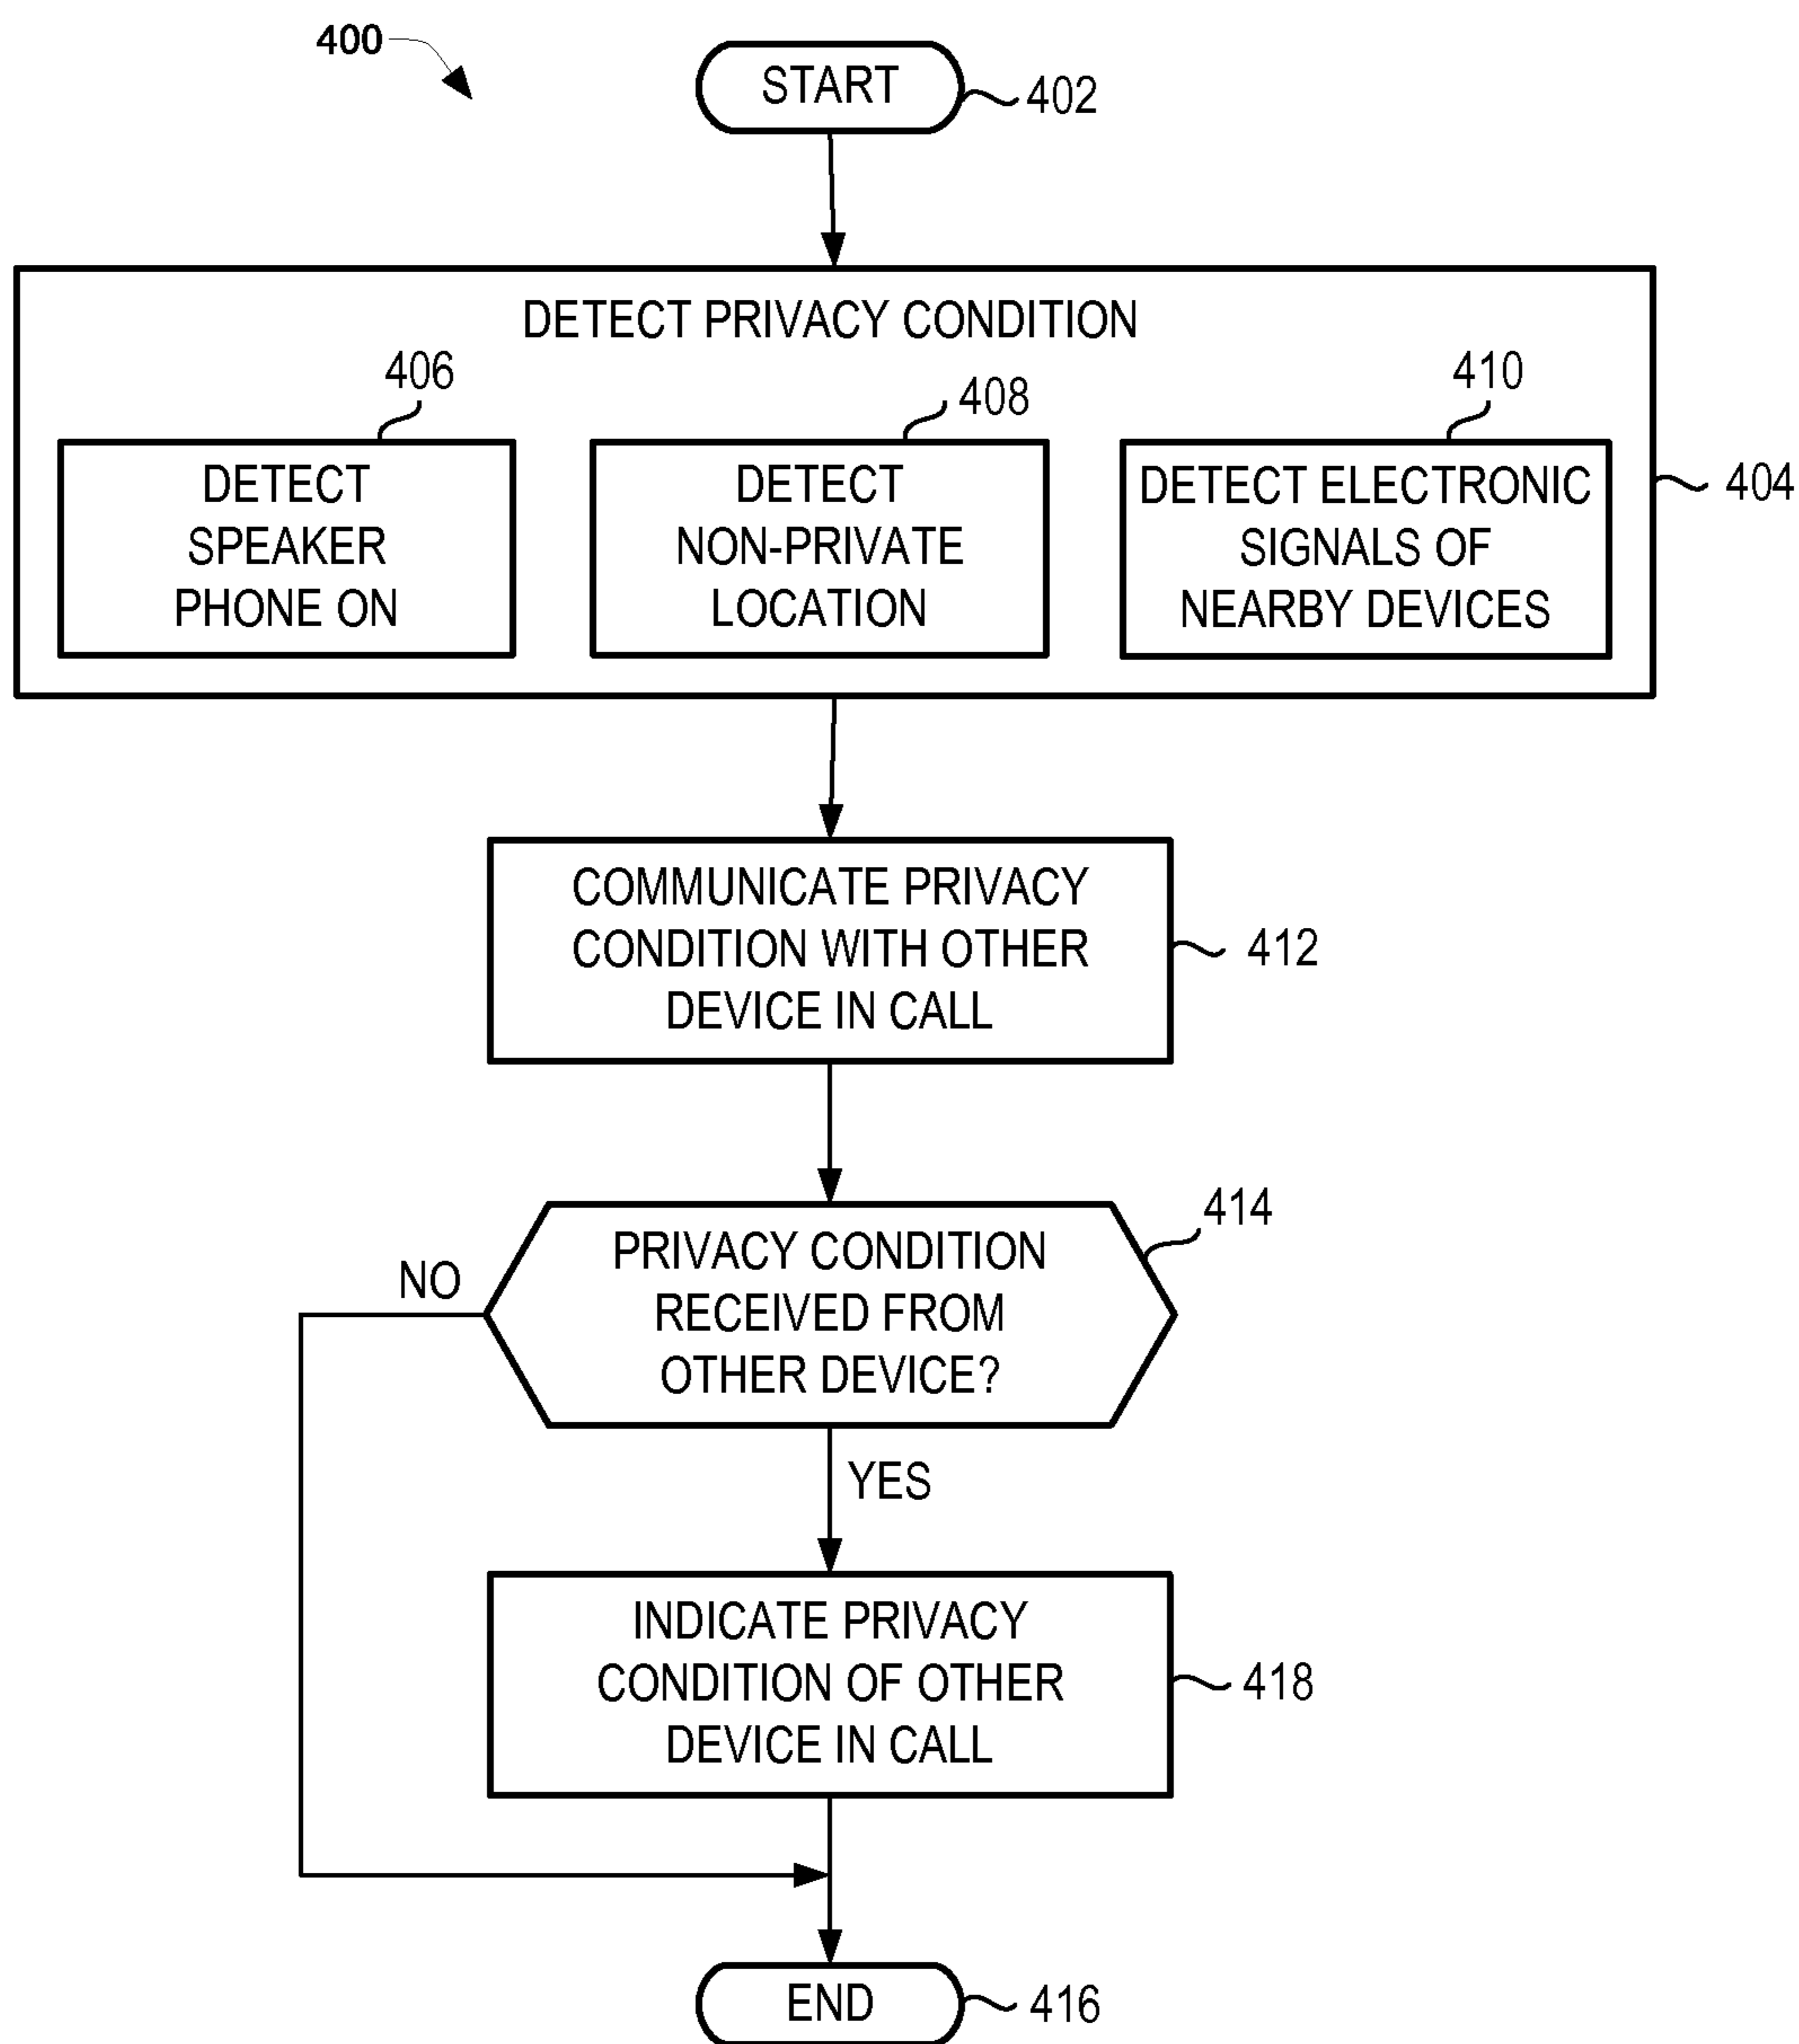 400
START
402
DETECT PRIVACY CONDITION
406
408
410
DETECT
SPEAKER
PHONE ON
DETECT
NON-PRIVATE
LOCATION
DETECT ELECTRONIC
SIGNALS OF
NEARBY DEVICES
404
COMMUNICATE PRIVACY
CONDITION WITH OTHER
DEVICE IN CALL
412
414
PRIVACY CONDITION
RECEIVED FROM
OTHER DEVICE?
NO
YES
INDICATE PRIVACY
CONDITION OF OTHER
DEVICE IN CALL
418
END
416